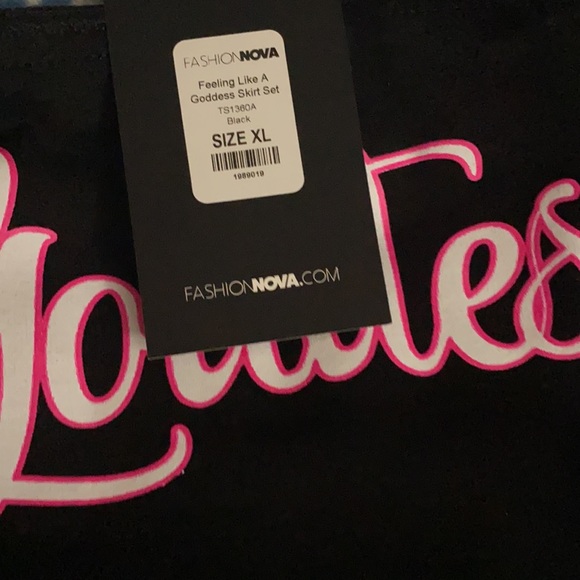 FASHIONNOVA
Feeling Like A
Goddess Skirt Set
TS1360A
Black
SIZE XL
1989019
FASHIONNOVA.COM